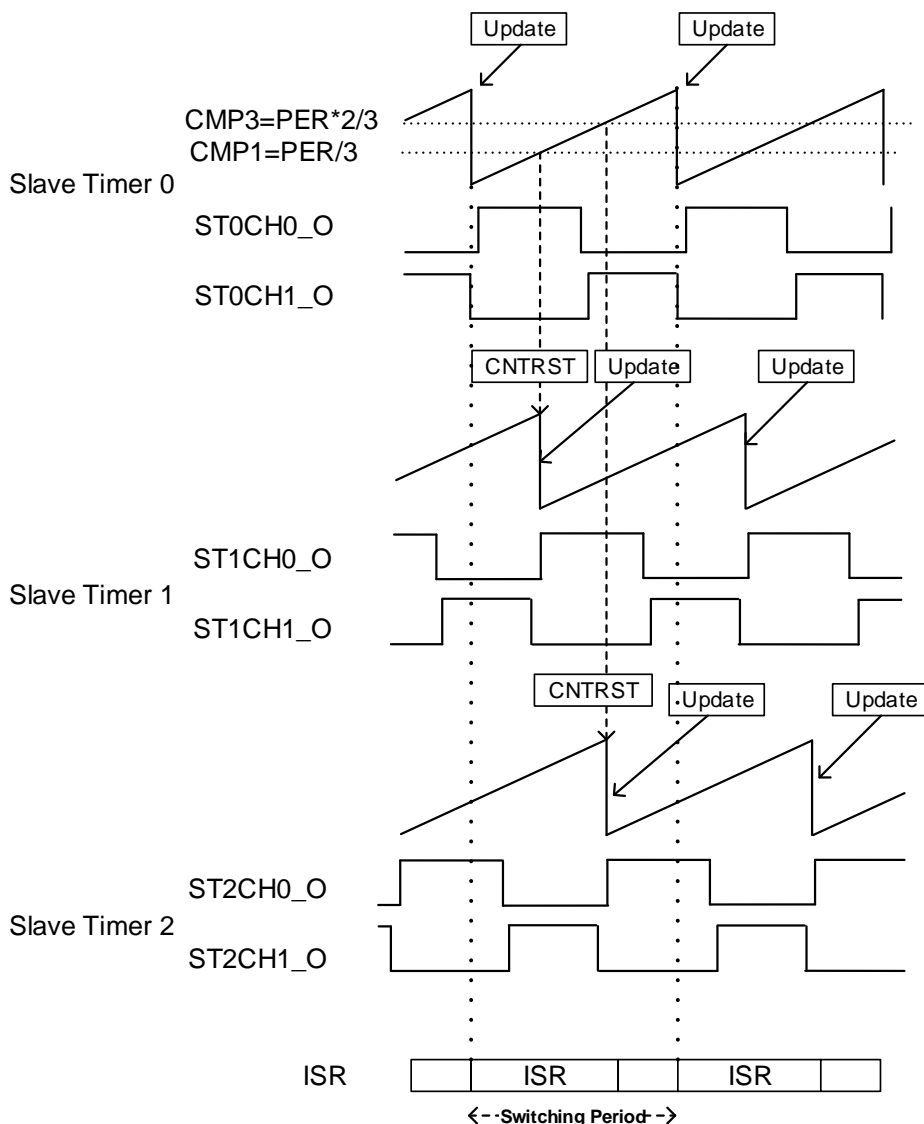 Update
Update
CMP3=PER*2/3
CMP1=PER/3
Slave Timer 0
ST0CH0_O
ST0CH1_O
CNTRST
Update
Update
ST1CH0_O
Slave Timer 1
ST1CH1_O
CNTRST
Update
Update
ST2CH0_O
Slave Timer 2
ST2CH1_O
ISR
ISR
ISR
Switching Period